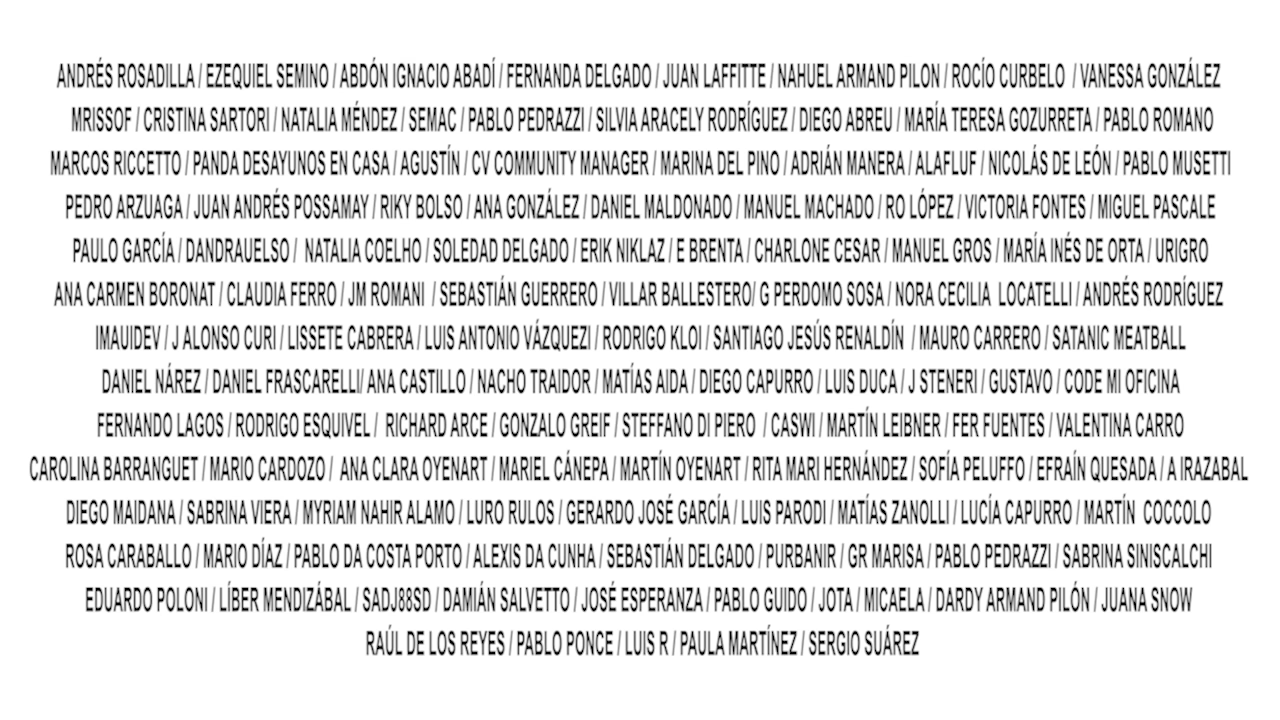 ANDRÉS ROSADILLA / EZEQUIEL SEMINO / ABDÓN IGNACIO ABADÍ / FERNANDA DELGADO / JUAN LAFFITTE / NAHUEL ARMAND PILON / ROCÍO CURBELO / VANESSA GONZÁLEZ
MRISSOF / CRISTINA SARTORI / NATALIA MÉNDEZ / SEMAC / PABLO PEDRAZZI / SILVIA ARACELY RODRÍGUEZ / DIEGO ABREU / MARÍA TERESA GOZURRETA / PABLO ROMANO
MARCOS RICCETTO / PANDA DESAYUNOS EN CASA / AGUSTÍN / CV COMMUNITY MANAGER / MARINA DEL PINO / ADRIÁN MANERA / ALAFLUF / NICOLÁS DE LEÓN / PABLO MUSETTI
PEDRO ARZUAGA / JUAN ANDRÉS POSSAMAY / RIKY BOLSO / ANA GONZÁLEZ / DANIEL MALDONADO / MANUEL MACHADO / RO LÓPEZ / VICTORIA FONTES / MIGUEL PASCALE
PAULO GARCÍA / DANDRAUELSO / NATALIA COELHO / SOLEDAD DELGADO / ERIK NIKLAZ / E BRENTA / CHARLONE CESAR / MANUEL GROS / MARÍA INÉS DE ORTA / URIGRO
ANA CARMEN BORONAT / CLAUDIA FERRO / JM ROMANI / SEBASTIÁN GUERRERO / VILLAR BALLESTERO/ G PERDOMO SOSA / NORA CECILIA LOCATELLI / ANDRÉS RODRÍGUEZ
IMAUIDEV / J ALONSO CURI / LISSETE CABRERA / LUIS ANTONIO VÁZQUEZI / RODRIGO KLOI / SANTIAGO JESÚS RENALDÍN / MAURO CARRERO / SATANIC MEATBALL
DANIEL NÁREZ / DANIEL FRASCARELLI/ ANA CASTILLO / NACHO TRAIDOR / MATÍAS AIDA / DIEGO CAPURRO / LUIS DUCA / J STENERI / GUSTAVO / CODE MI OFICINA
FERNANDO LAGOS / RODRIGO ESQUIVEL / RICHARD ARCE / GONZALO GREIF / STEFFANO DI PIERO / CASWI / MARTÍN LEIBNER / FER FUENTES / VALENTINA CARRO
CAROLINA BARRANGUET / MARIO CARDOZO / ANA CLARA OYENART / MARIEL CÁNEPA / MARTÍN OYENART / RITA MARI HERNÁNDEZ / SOFÍA PELUFFO / EFRAÍN QUESADA / A IRAZABAL
DIEGO MAIDANA / SABRINA VIERA / MYRIAM NAHIR ALAMO / LURO RULOS / GERARDO JOSÉ GARCÍA / LUIS PARODI / MATÍAS ZANOLLI / LUCÍA CAPURRO / MARTÍN COCCOLO
ROSA CARABALLO / MARIO DÍAZ / PABLO DA COSTA PORTO / ALEXIS DA CUNHA / SEBASTIÁN DELGADO / PURBANIR / GR MARISA / PABLO PEDRAZZI / SABRINA SINISCALCHI
EDUARDO POLONI / LÍBER MENDIZÁBAL / SADJ88SD / DAMIÁN SALVETTO / JOSÉ ESPERANZA / PABLO GUIDO / JOTA / MICAELA / DARDY ARMAND PILÓN / JUANA SNOW
RAÚL DE LOS REYES / PABLO PONCE / LUIS R / PAULA MARTÍNEZ / SERGIO SUÁREZ